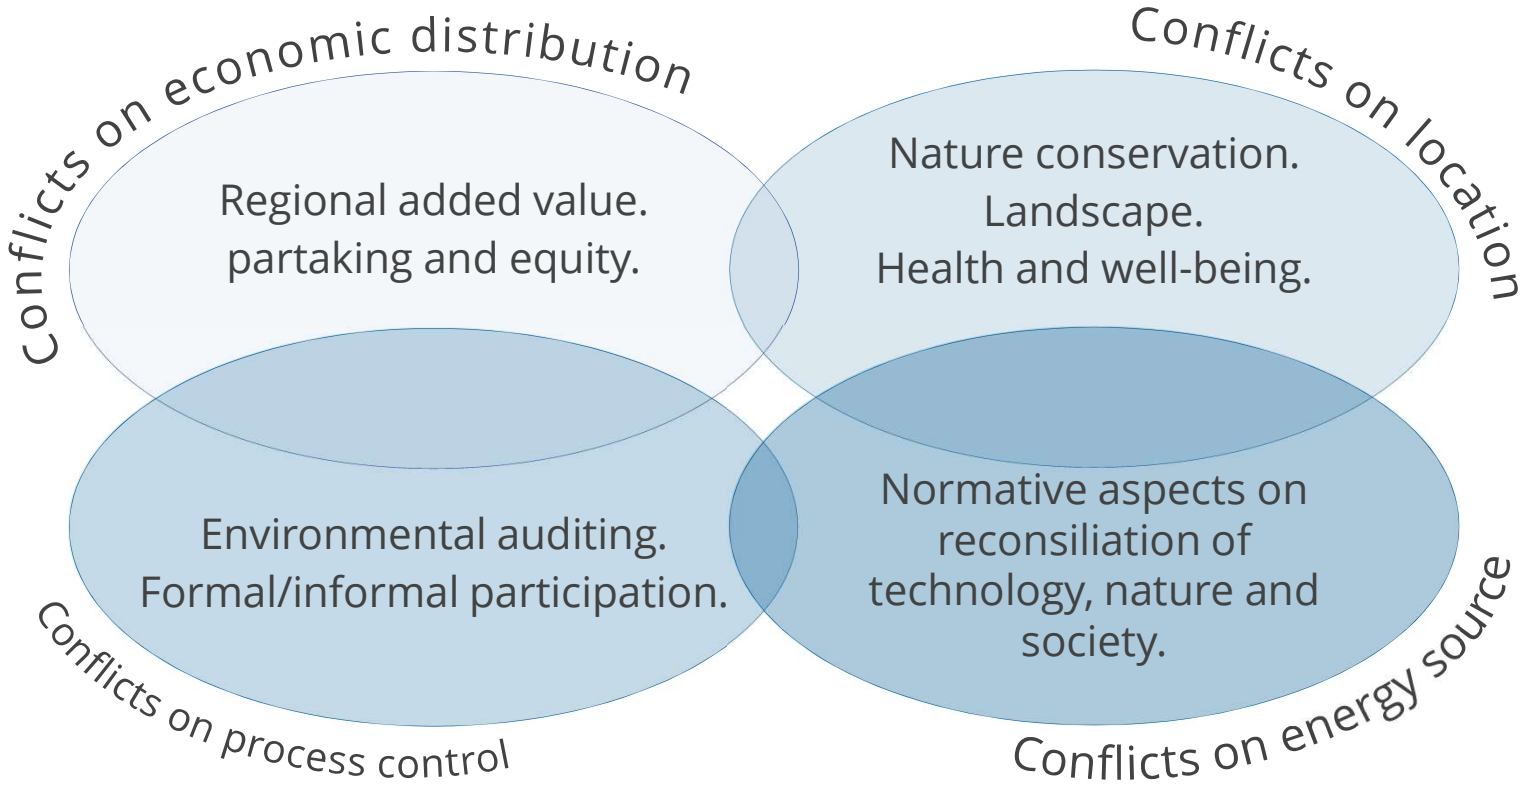 Conflicts on economic distribution
Regional added value.
partaking and equity.
Conflicts on location
Nature conservation.
Landscape.
Health and well-being.
Conflicts on process control
Environmental auditing.
Formal/informal participation.
Conflicts on energy source
Normative aspects on
reconsiliation of
technology, nature and
society.